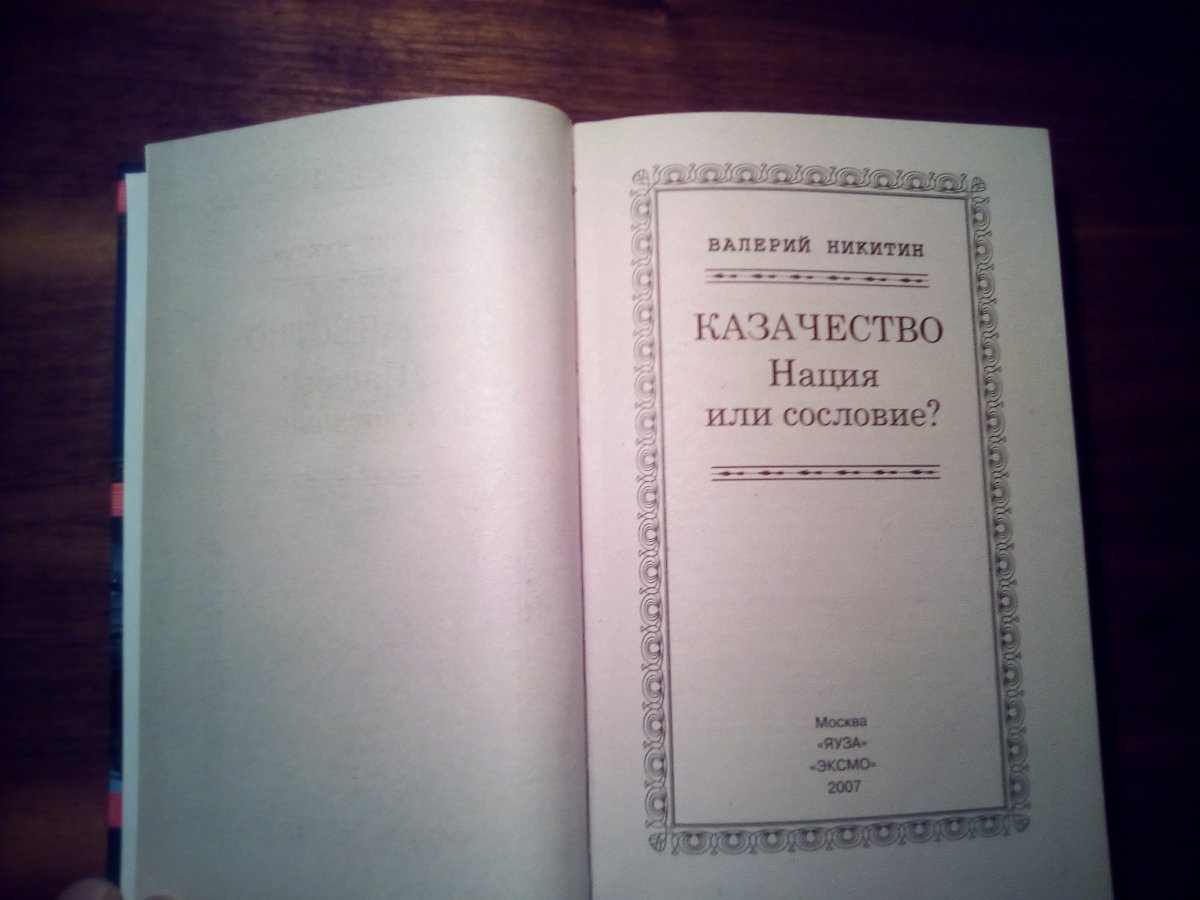 ВАЛЕРИЙ НИКИТИН
КАЗАЧЕСТВО
Нация
или сословие?
Москва
«ЯУЗА»
«ЭКСМО»
2007